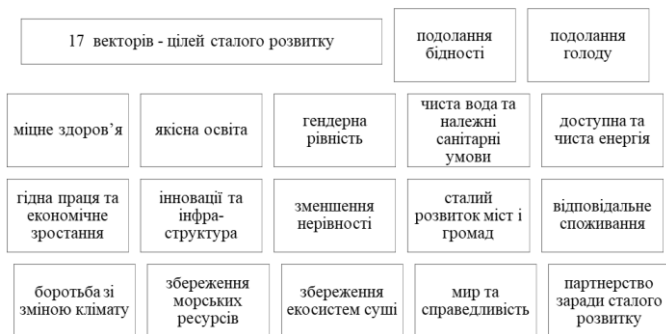 17 векторів - цілей сталого розвитку
подолання
бідності
подолання
голоду
міцне здоров’я
якісна освіта
гендерна
рівність
чиста вода та
належні
санітарні
умови
доступна та
чиста енергія
гідна праця та
економічне
зростання
інновації та
інфра-
структура
зменшення
нерівності
сталий
розвиток міст і
громад
відповідальне
споживання
боротьба зі
зміною клімату
збереження
морських
ресурсів
збереження
екосистем суші
мир та
справедливість
партнерство
заради сталого
розвитку